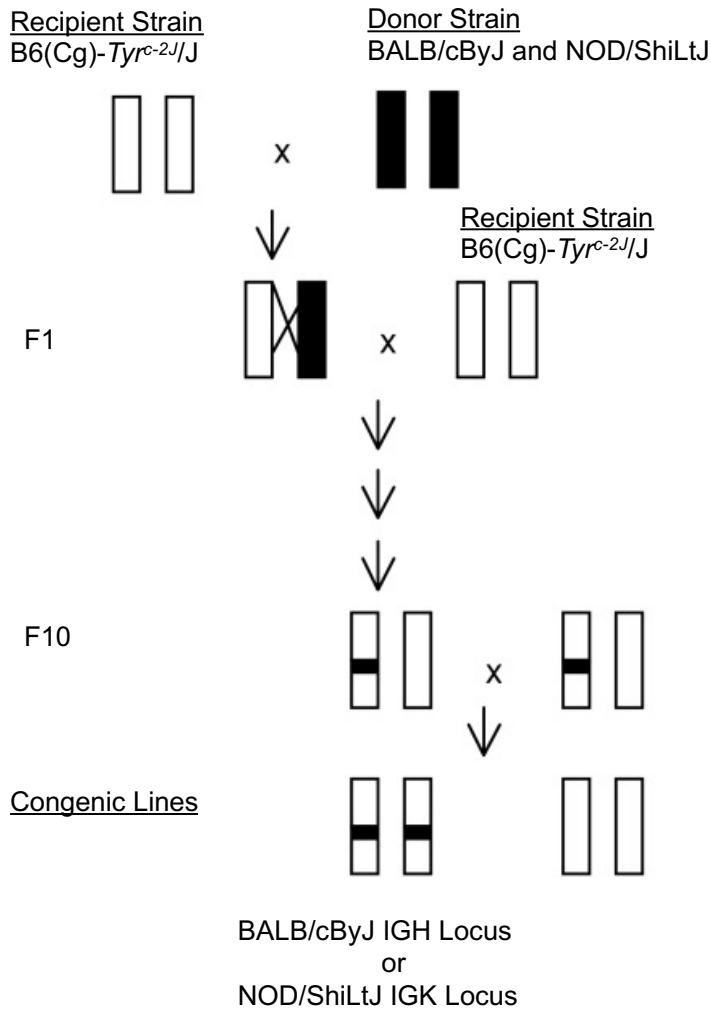 Recipient Strain
B6(Cg)-Tyrc-2J/J
Donor Strain
BALB/cByJ and NOD/ShiLtJ
x
Recipient Strain
B6(Cg)-Tyrc-2J/J
F1
x
F10
x
Congenic Lines
BALB/cByJ IGH Locus
or
NOD/ShiLtJ IGK Locus